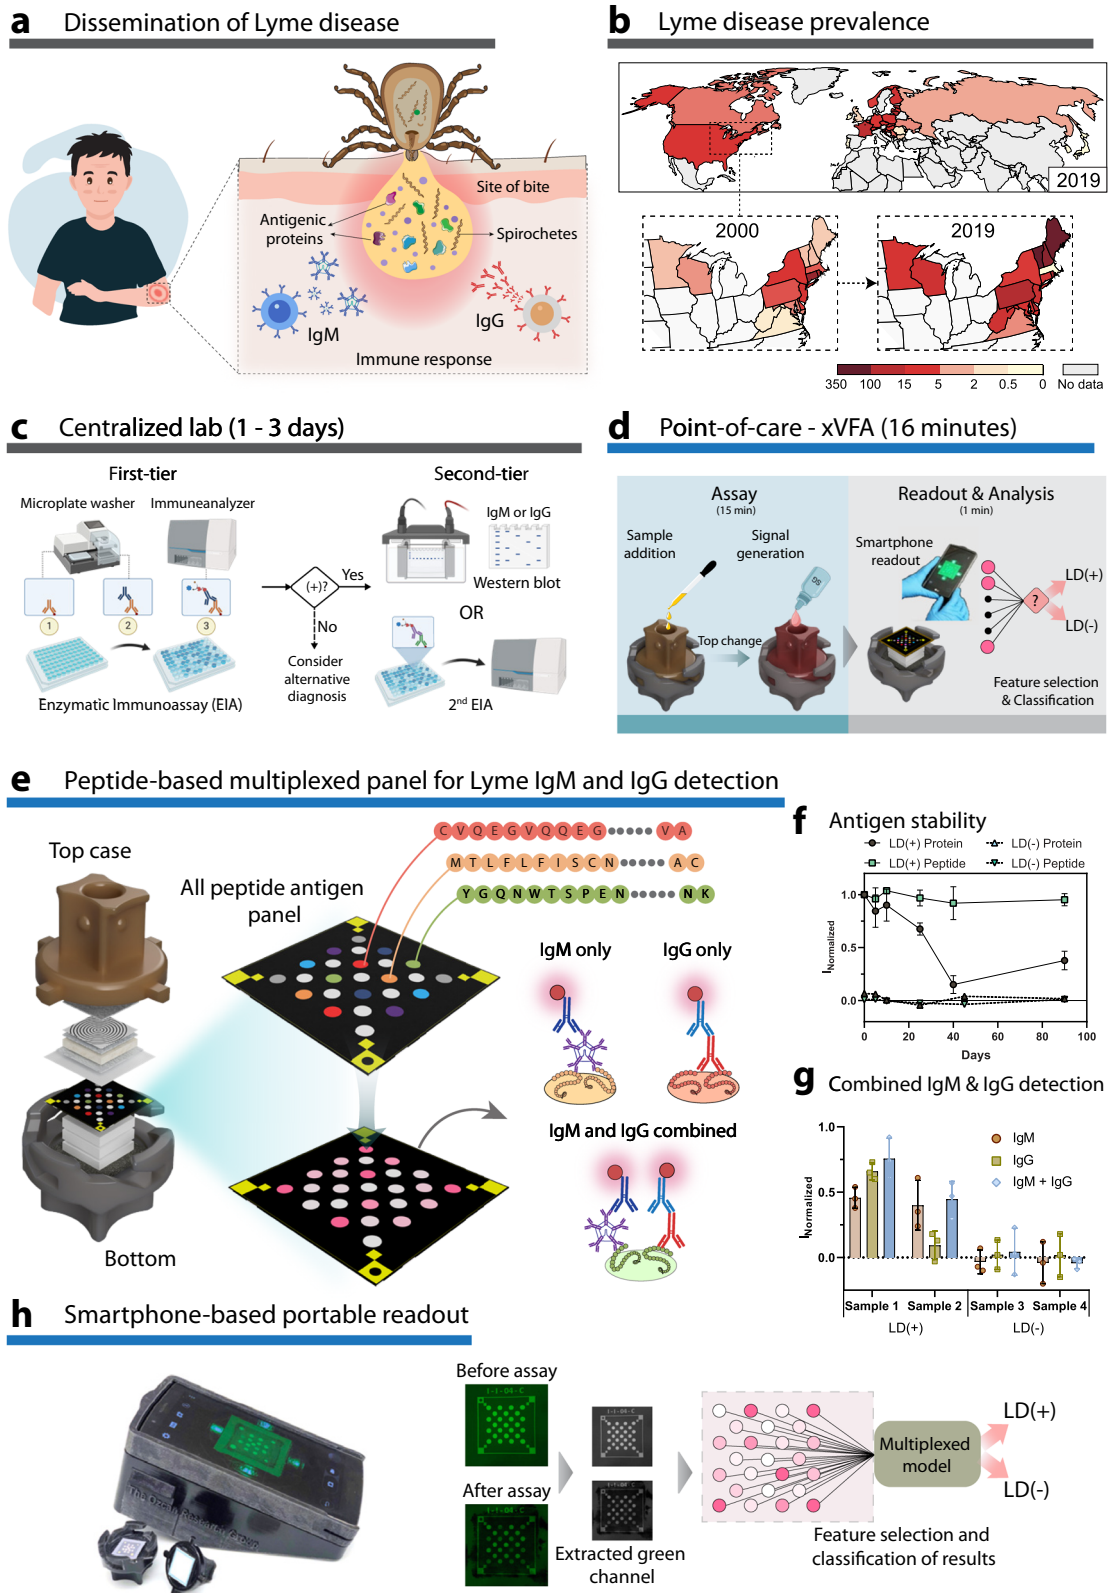 a Dissemination of Lyme disease
Site of bite
Antigenic
proteins
Spirochetes
IgM
IgG
Immune response
b Lyme disease prevalence
2019
2000
2019
350 100 15 5 2 0.5 0 No data
c Centralized lab (1 - 3 days)
First-tier
Second-tier
Microplate washer
Immuneanalyzer
1
2
3
Enzymatic Immunoassay (EIA)
(+)?
Yes
No
Consider
alternative
diagnosis
IgM or IgG
Western blot
OR
2nd EIA
d Point-of-care - xVFA (16 minutes)
Assay
(15 min)
Sample
addition
Signal
generation
SG
Top change
Readout & Analysis
(1 min)
Smartphone
readout
?
LD(+)
LD(-)
Feature selection
& Classification
e Peptide-based multiplexed panel for Lyme IgM and IgG detection
Top case
Bottom
All peptide antigen
panel
C V Q E G V Q Q E G V A
M T L F L F I S C N A C
Y G Q N W T S P E N N K
IgM only
IgG only
IgM and IgG combined
f Antigen stability
LD(+) Protein
LD(-) Protein
LD(+) Peptide
LD(-) Peptide
I Normalized
1.0
0.5
0.0
0 20 40 60 80 100
Days
g Combined IgM & IgG detection
I Normalized
1.0
0.5
0.0
IgM
IgG
IgM + IgG
Sample 1 Sample 2 Sample 3 Sample 4
LD(+) LD(-)
h Smartphone-based portable readout
Before assay
1-1-04-C
After assay
1-1-04 C
Extracted green
channel
Multiplexed
model
LD(+)
LD(-)
Feature selection and
classification of results